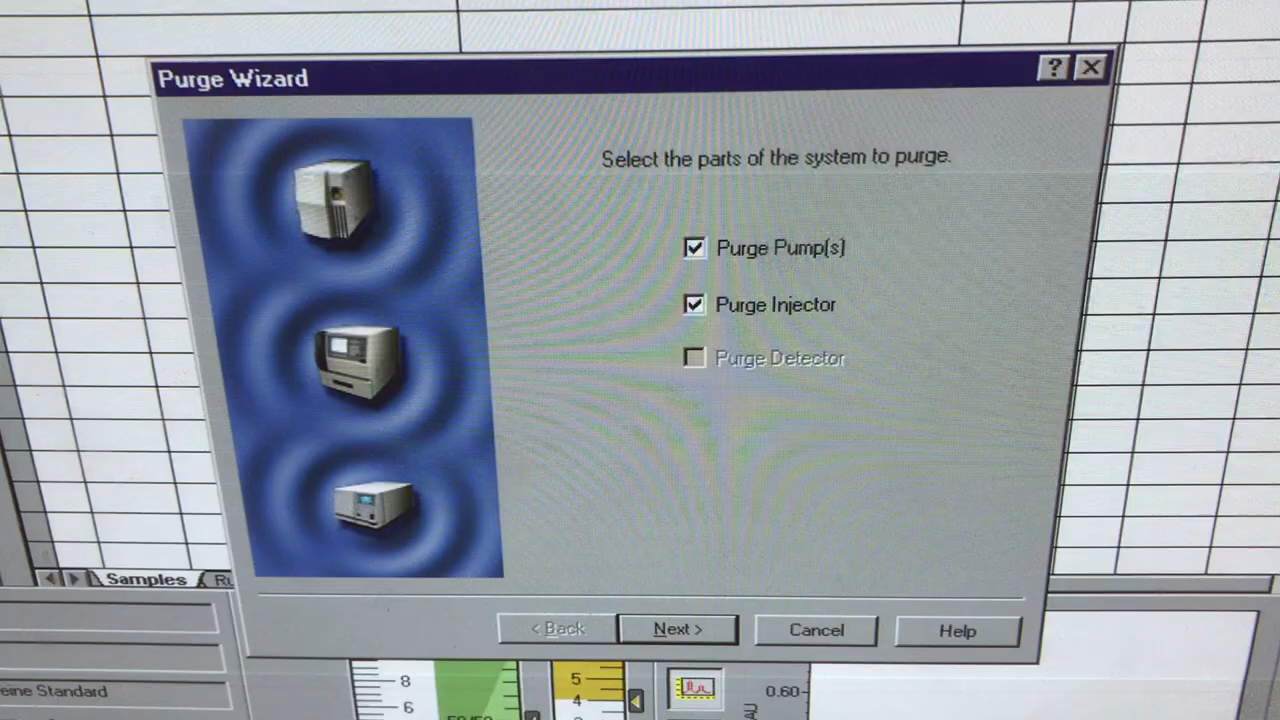 Purge Wizard
Select the parts of the system to purge.
Purge Pump(s)
Purge Injector
Purge Detector
< Back
Next >
Cancel
Help
Samples
eine Standard
8
6
5
4
0.60
AU